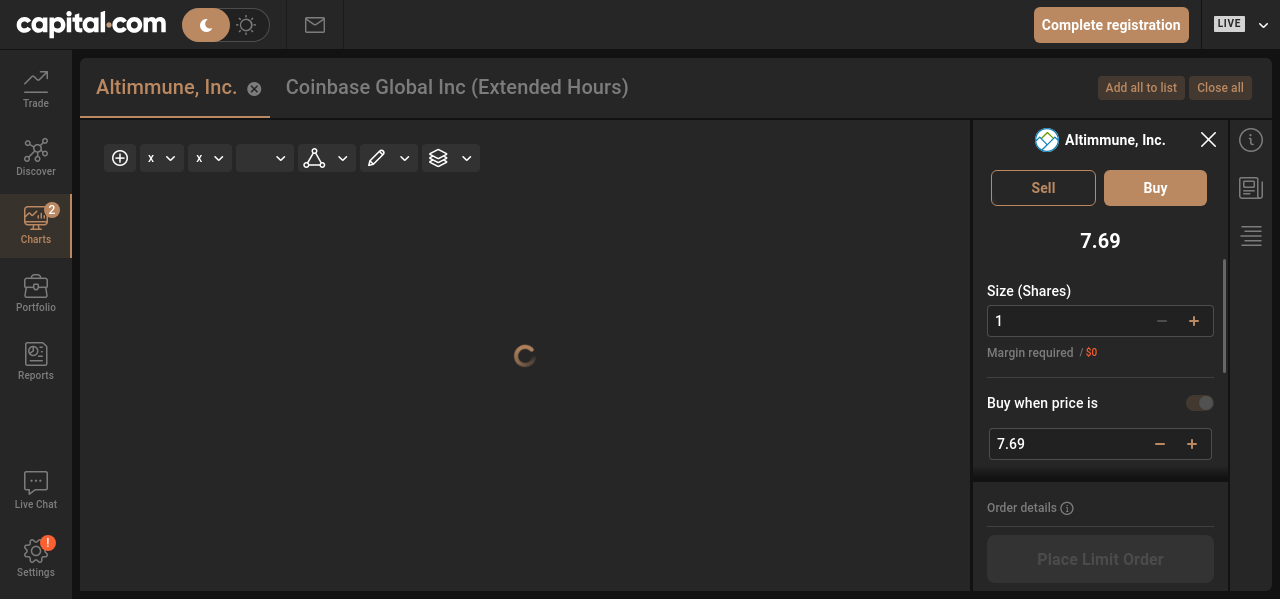 capital.com
Complete registration
LIVE
Trade
Discover
2
Charts
Portfolio
Reports
Live Chat
!
Settings
Altimmune, Inc.
Coinbase Global Inc (Extended Hours)
Add all to list
Close all
x
x
Altimmune, Inc.
Sell
Buy
7.69
Size (Shares)
1
Margin required / $0
Buy when price is
7.69
Order details
Place Limit Order